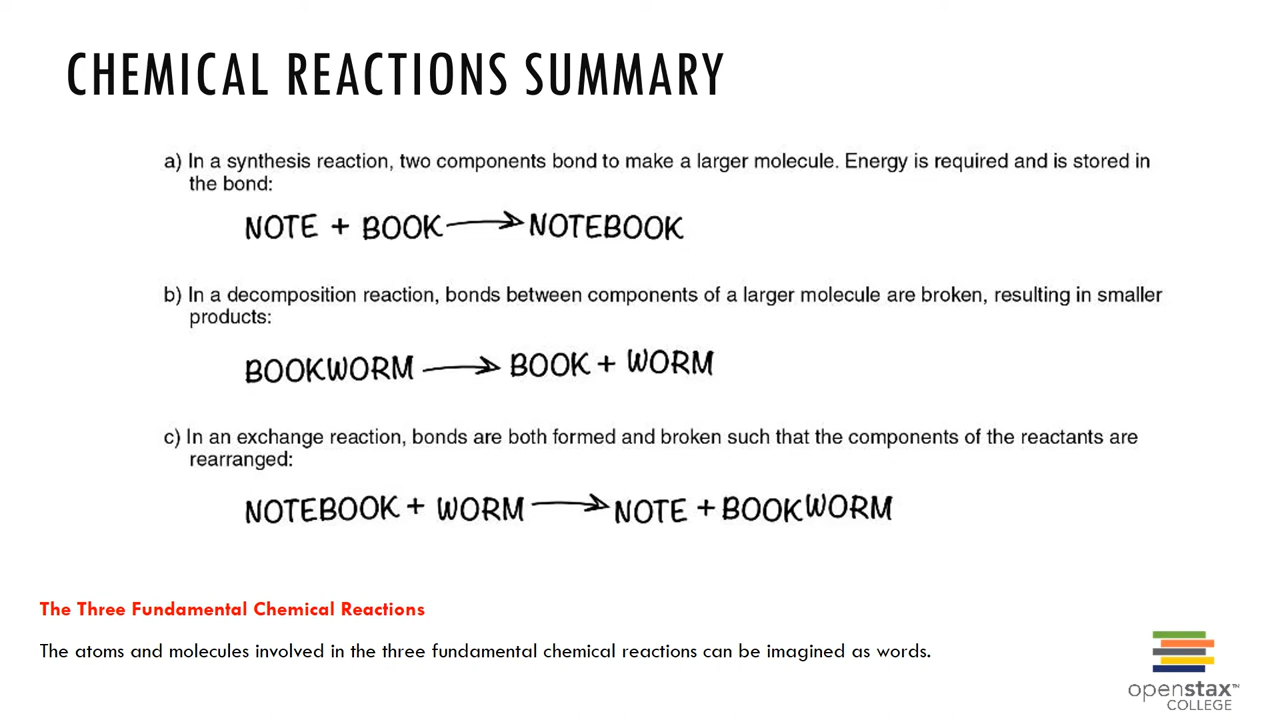 CHEMICAL REACTIONS SUMMARY
a) In a synthesis reaction, two components bond to make a larger molecule. Energy is required and is stored in
the bond:
NOTE + BOOK → NOTEBOOK
b) In a decomposition reaction, bonds between components of a larger molecule are broken, resulting in smaller
products:
BOOKWORM → BOOK + WORM
c) In an exchange reaction, bonds are both formed and broken such that the components of the reactants are
rearranged:
NOTEBOOK + WORM → NOTE + BOOKWORM
The Three Fundamental Chemical Reactions
The atoms and molecules involved in the three fundamental chemical reactions can be imagined as words.
openstax™
COLLEGE